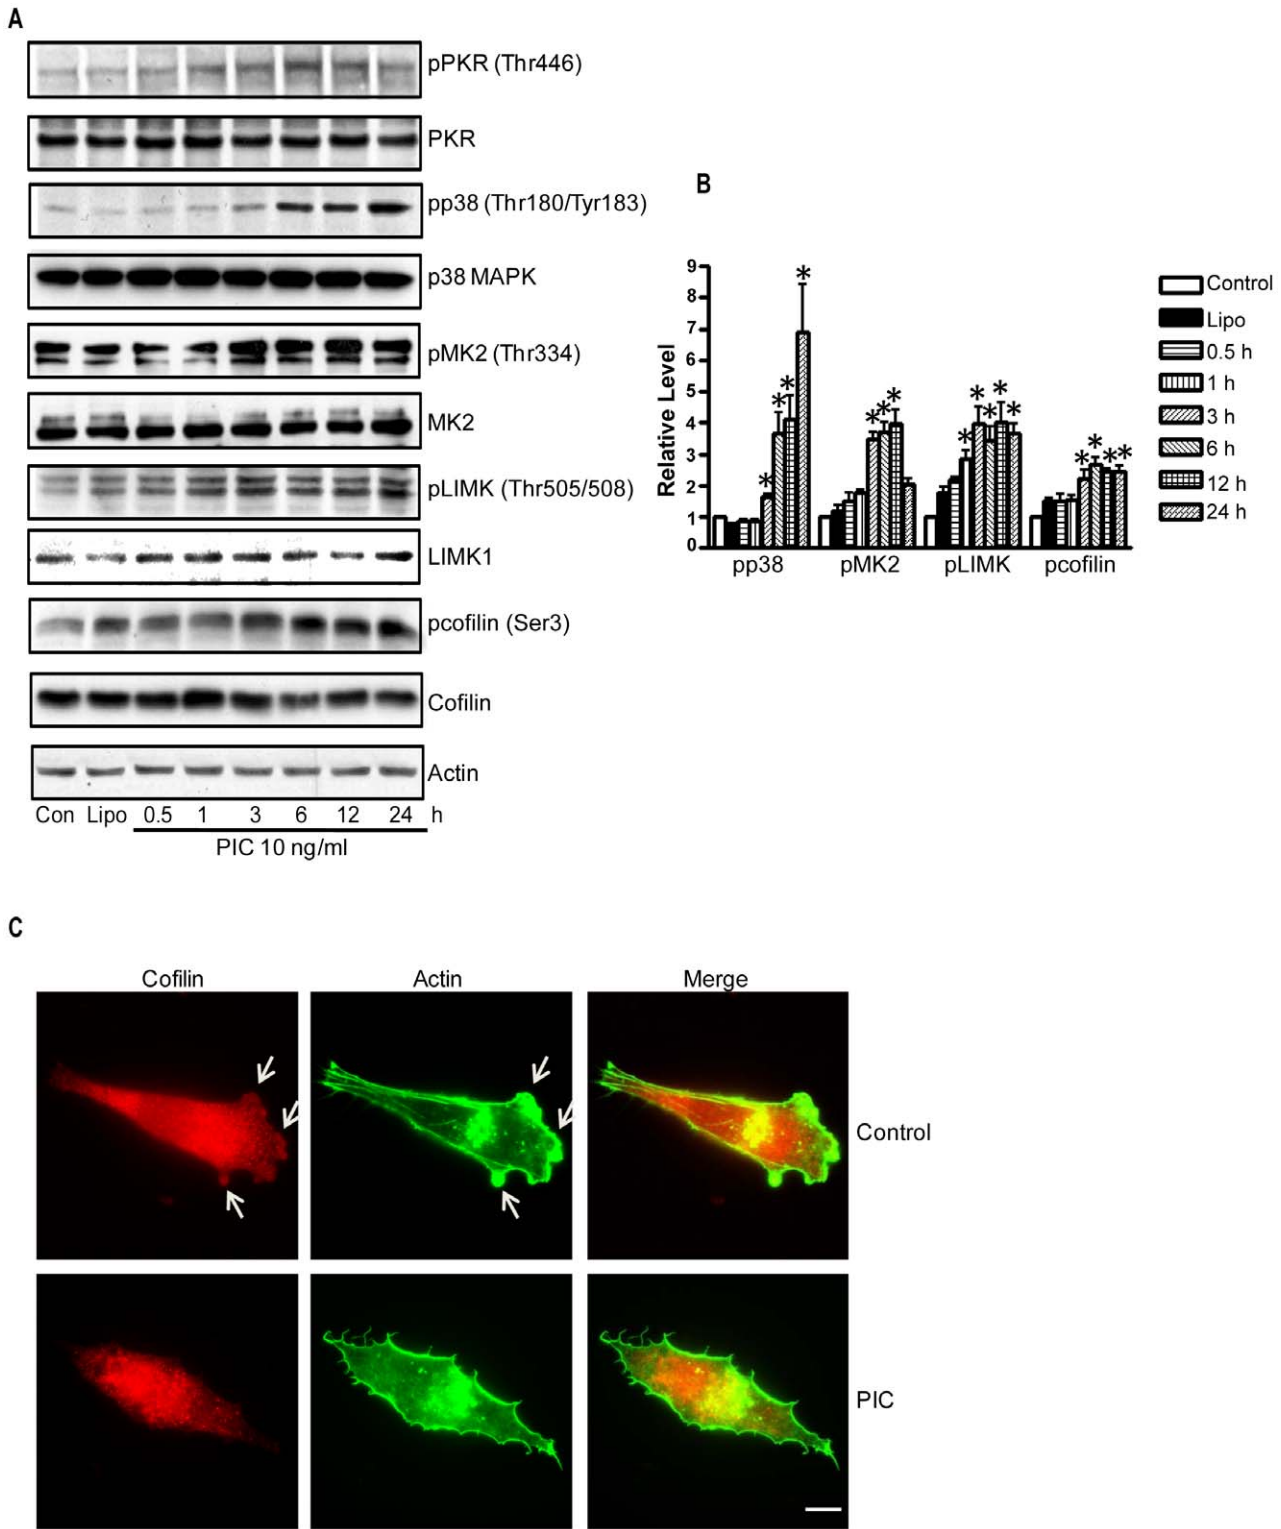 A
pPKR (Thr446)
PKR
pp38 (Thr180/Tyr183)
p38 MAPK
pMK2 (Thr334)
MK2
pLIMK (Thr505/508)
LIMK1
pcofilin (Ser3)
Cofilin
Actin
Con Lipo 0.5 1 3 6 12 24 h
PIC 10 ng/ml
B
Relative Level
9
8
7
6
5
4
3
2
1
0
* * * *
* * *
* * * * *
* * * *
pp38 pMK2 pLIMK pcofilin
Control
Lipo
0.5 h
1 h
3 h
6 h
12 h
24 h
C
Cofilin Actin Merge
Control
PIC